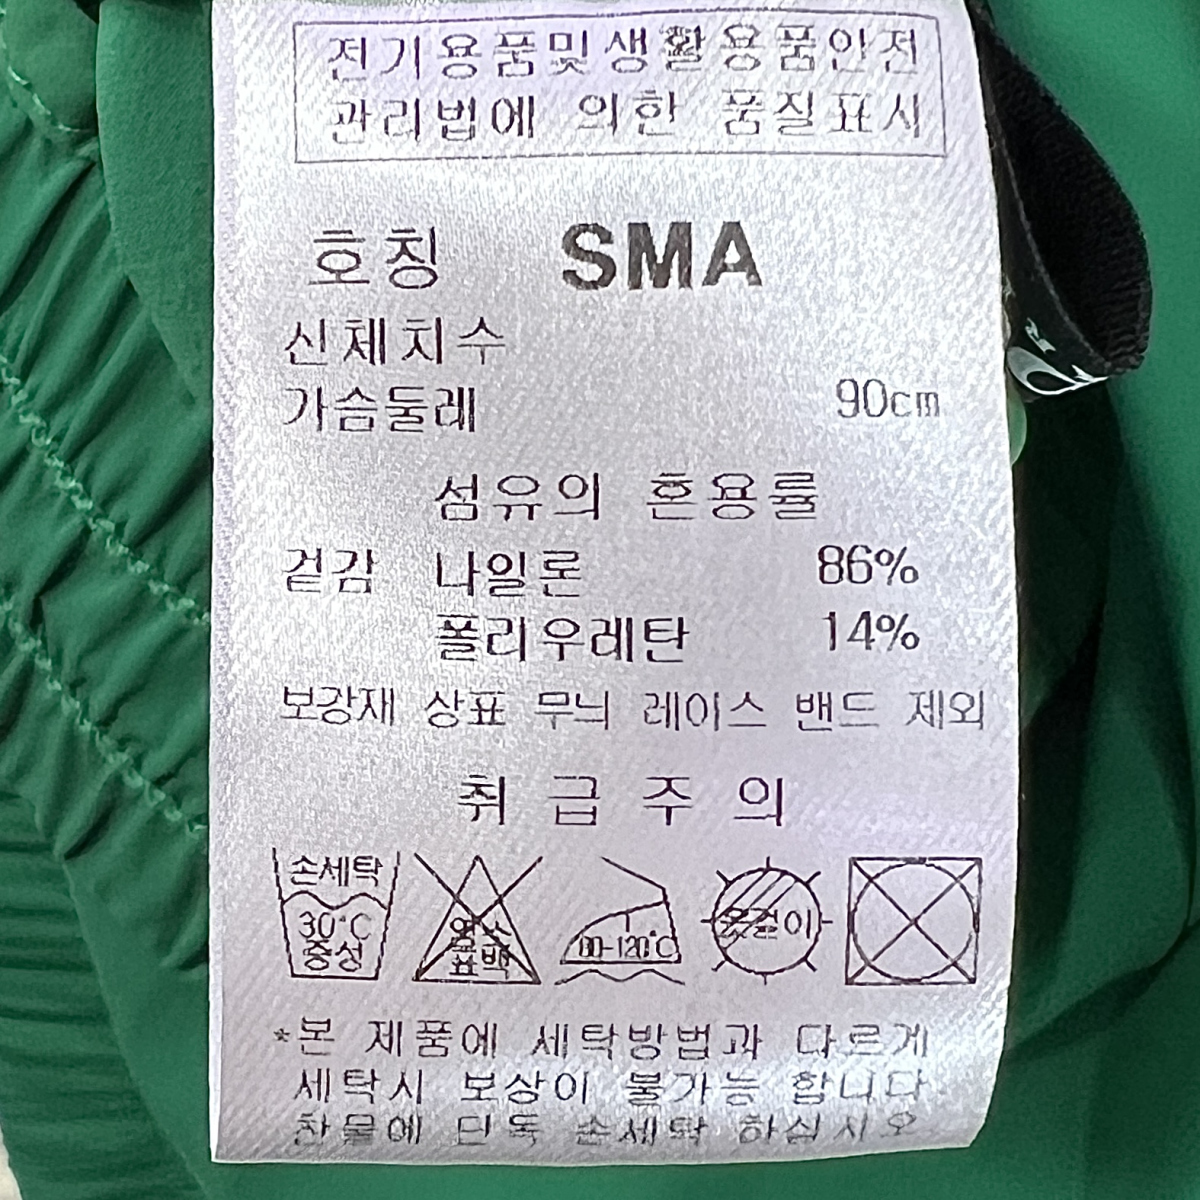 전기용품및생활용품안전
관리법에 의한 품질표시
호칭 SMA
신체치수
가슴둘레 90cm
섬유의 혼용률
겉감 나일론 86%
폴리우레탄 14%
보강재 상표 무늬 레이스 밴드 제외
취급주의
손세탁
30°C
중성
염소
표백
80-120°C
옷걸이
*본 제품에 세탁방법과 다르게
세탁시 보상이 불가능 합니다
찬물에 단독 손세탁 하십시오